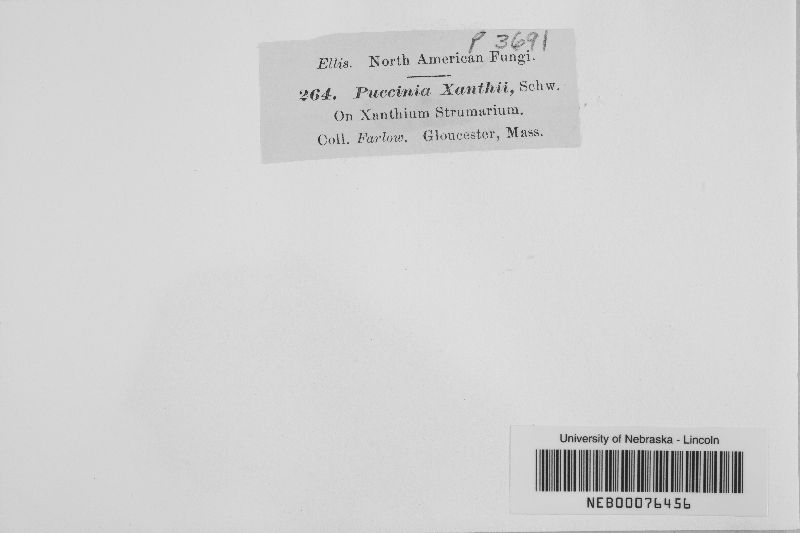 P 3691
Ellis. North American Fungi.
264. Puccinia Xanthii, Schw.
On Xanthium Strumarium.
Coll. Farlow. Gloucester, Mass.
University of Nebraska - Lincoln
NEB00076456